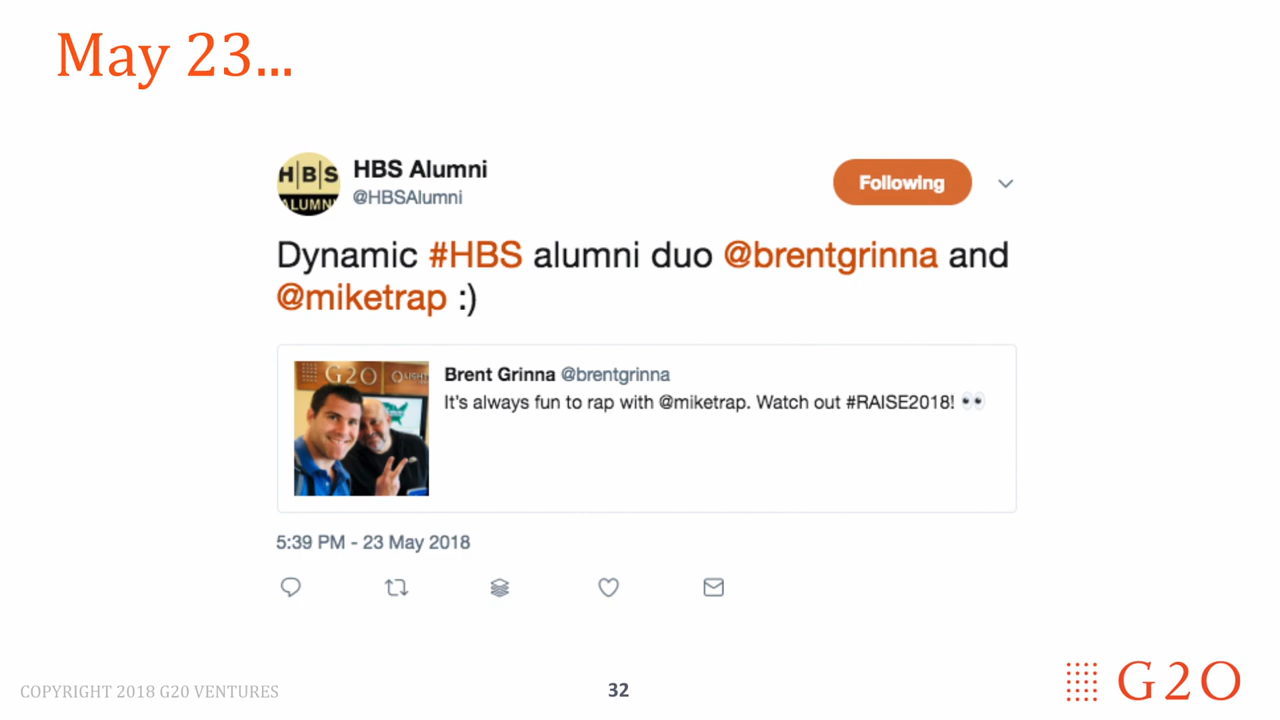 May 23...
H|B|S
ALUMNI
HBS Alumni
@HBSAlumni
Following
Dynamic #HBS alumni duo @brentgrinna and
@miketrap :)
G2O
Brent Grinna @brentgrinna
It's always fun to rap with @miketrap. Watch out #RAISE2018! 👀
5:39 PM - 23 May 2018
COPYRIGHT 2018 G20 VENTURES
32
G2O